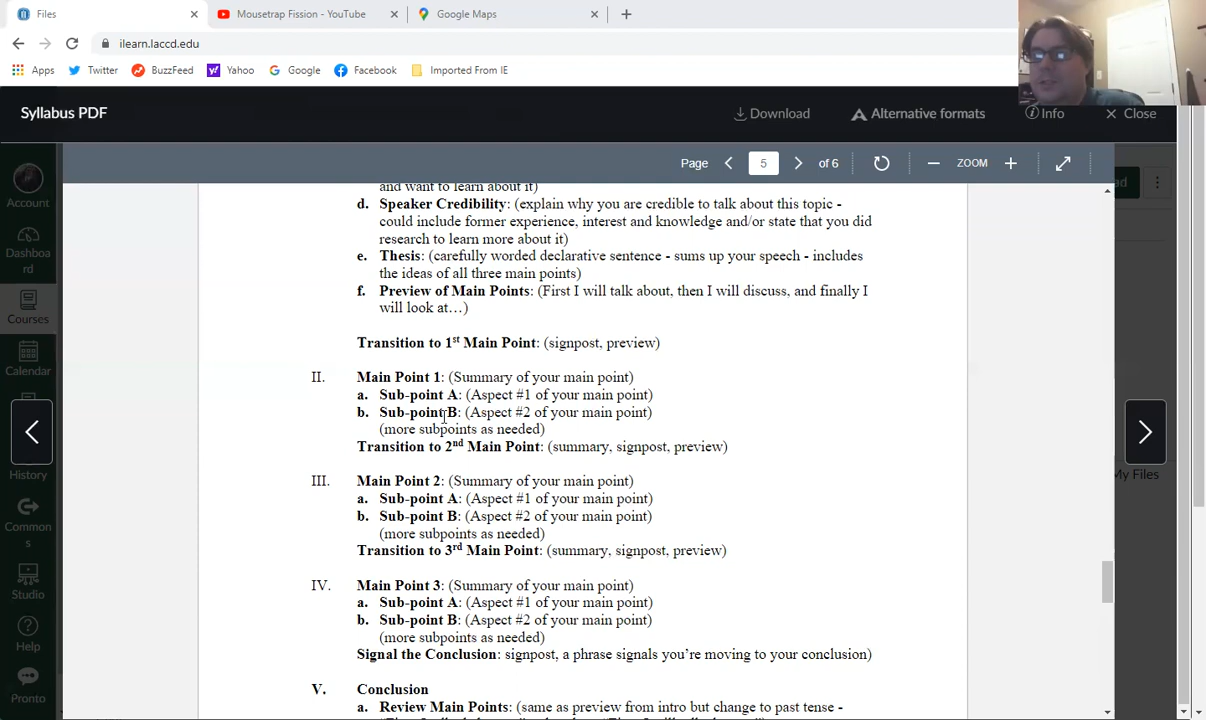 Files
Mousetrap Fission - YouTube
Google Maps
ilearn.laccd.edu
Apps
Twitter
BuzzFeed
Yahoo
Google
Facebook
Imported From IE
Syllabus PDF
Download
Alternative formats
Info
Close
Page 5 of 6
ZOOM
Account
Dashboa
rd
Courses
Calendar
History
Common
s
Studio
Help
Pronto
My Files
and want to learn about it)
d. Speaker Credibility: (explain why you are credible to talk about this topic -
could include former experience, interest and knowledge and/or state that you did
research to learn more about it)
e. Thesis: (carefully worded declarative sentence - sums up your speech - includes
the ideas of all three main points)
f. Preview of Main Points: (First I will talk about, then I will discuss, and finally I
will look at…)
Transition to 1st Main Point: (signpost, preview)
II. Main Point 1: (Summary of your main point)
a. Sub-point A: (Aspect #1 of your main point)
b. Sub-point B: (Aspect #2 of your main point)
(more subpoints as needed)
Transition to 2nd Main Point: (summary, signpost, preview)
III. Main Point 2: (Summary of your main point)
a. Sub-point A: (Aspect #1 of your main point)
b. Sub-point B: (Aspect #2 of your main point)
(more subpoints as needed)
Transition to 3rd Main Point: (summary, signpost, preview)
IV. Main Point 3: (Summary of your main point)
a. Sub-point A: (Aspect #1 of your main point)
b. Sub-point B: (Aspect #2 of your main point)
(more subpoints as needed)
Signal the Conclusion: signpost, a phrase signals you're moving to your conclusion)
V. Conclusion
a. Review Main Points: (same as preview from intro but change to past tense -